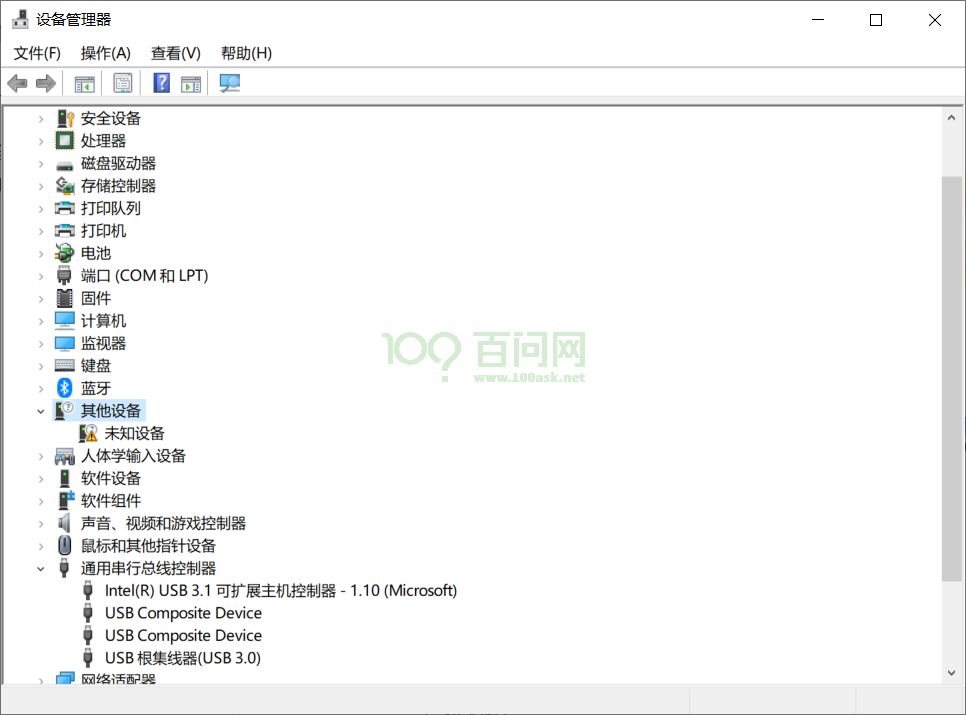 设备管理器
文件(F) 操作(A) 查看(V) 帮助(H)
安全设备
处理器
磁盘驱动器
存储控制器
打印队列
打印机
电池
端口 (COM 和 LPT)
固件
计算机
监视器
键盘
蓝牙
其他设备
未知设备
人体学输入设备
软件设备
软件组件
声音、视频和游戏控制器
鼠标和其他指针设备
通用串行总线控制器
Intel(R) USB 3.1 可扩展主机控制器 - 1.10 (Microsoft)
USB Composite Device
USB Composite Device
USB 根集线器(USB 3.0)
网络适配器
100? 百问网
www.100ask.net